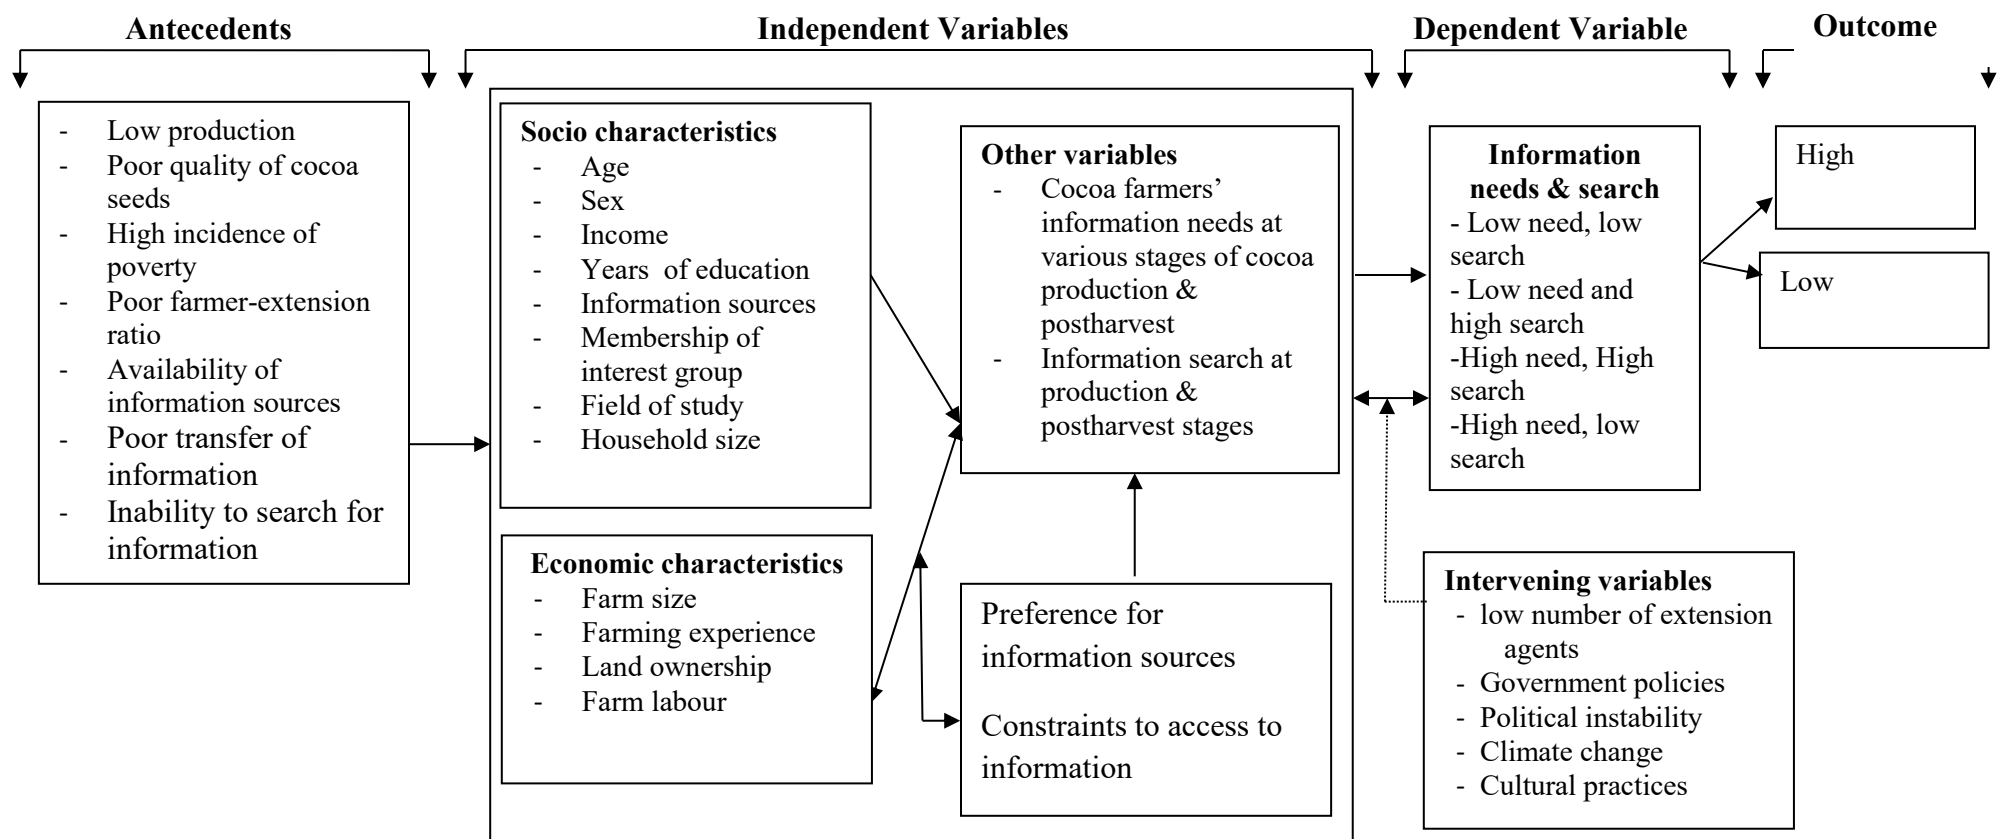 Antecedents
Independent Variables
Dependent Variable
Outcome
- Low production
- Poor quality of cocoa
seeds
- High incidence of
poverty
- Poor farmer-extension
ratio
- Availability of
information sources
- Poor transfer of
information
- Inability to search for
information
Socio characteristics
- Age
- Sex
- Income
- Years of education
- Information sources
- Membership of
interest group
- Field of study
- Household size
Economic characteristics
- Farm size
- Farming experience
- Land ownership
- Farm labour
Other variables
- Cocoa farmers’
information needs at
various stages of cocoa
production &
postharvest
- Information search at
production &
postharvest stages
Preference for
information sources
Constraints to access to
information
Information
needs & search
- Low need, low
search
- Low need and
high search
-High need, High
search
-High need, low
search
Intervening variables
- low number of extension
agents
- Government policies
- Political instability
- Climate change
- Cultural practices
High
Low